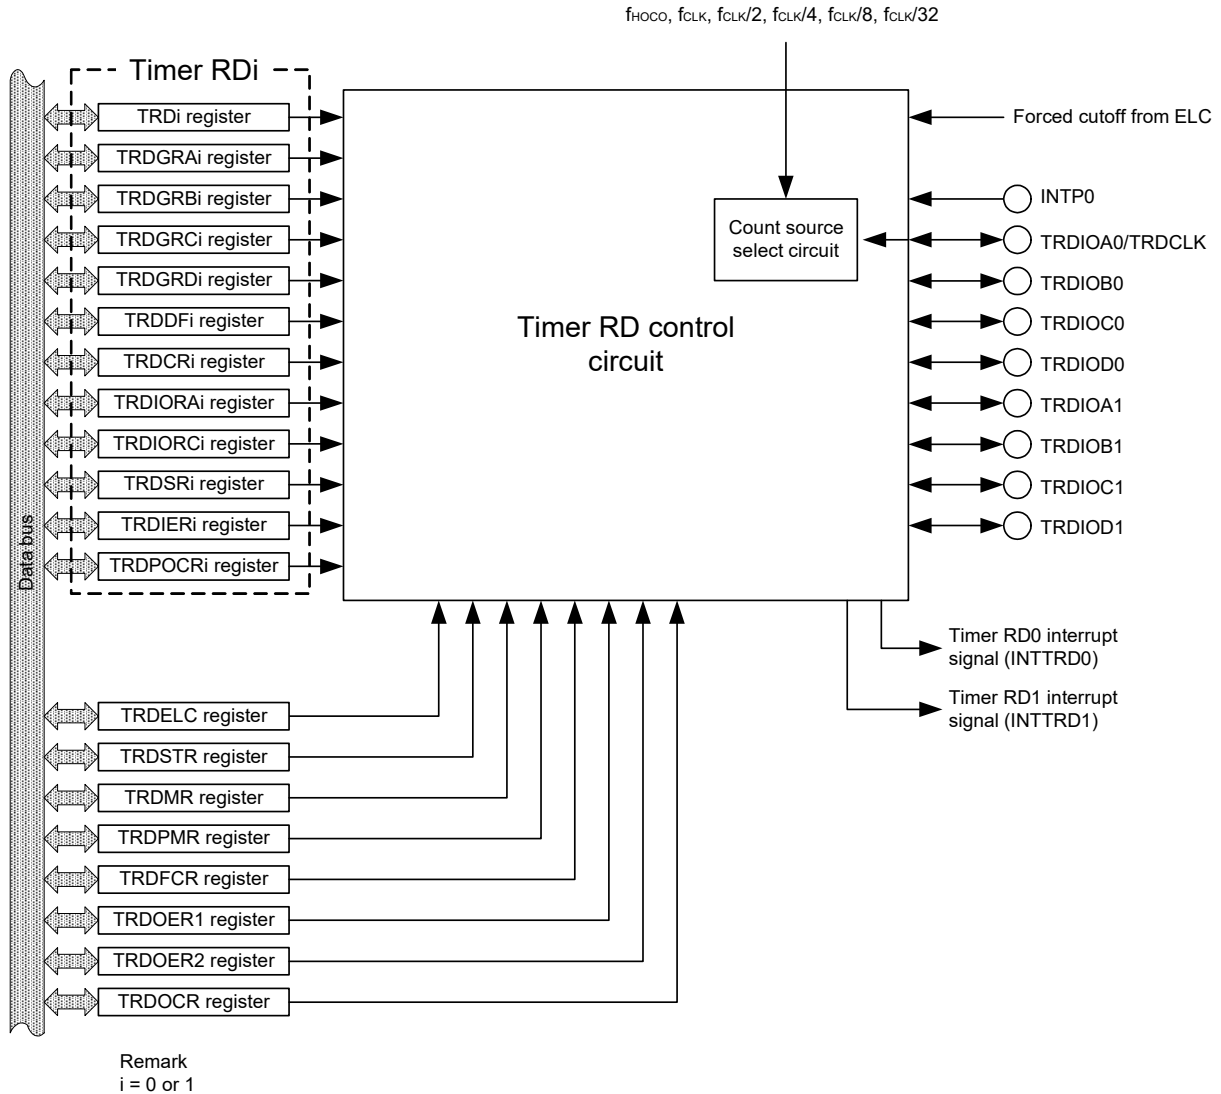 fHOCO, fCLK, fCLK/2, fCLK/4, fCLK/8, fCLK/32
Timer RDi
TRDi register
TRDGRAi register
TRDGRBi register
TRDGRCi register
TRDGRDi register
TRDDFi register
TRDCRi register
TRDIORAi register
TRDIORCi register
TRDSRi register
TRDIERi register
TRDPOCRi register
Data bus
Count source
select circuit
Timer RD control
circuit
Forced cutoff from ELC
INTP0
TRDIOA0/TRDCLK
TRDIOB0
TRDIOC0
TRDIOD0
TRDIOA1
TRDIOB1
TRDIOC1
TRDIOD1
Timer RD0 interrupt
signal (INTTRD0)
Timer RD1 interrupt
signal (INTTRD1)
TRDELC register
TRDSTR register
TRDMR register
TRDPMR register
TRDFCR register
TRDOER1 register
TRDOER2 register
TRDOCR register
Remark
i = 0 or 1